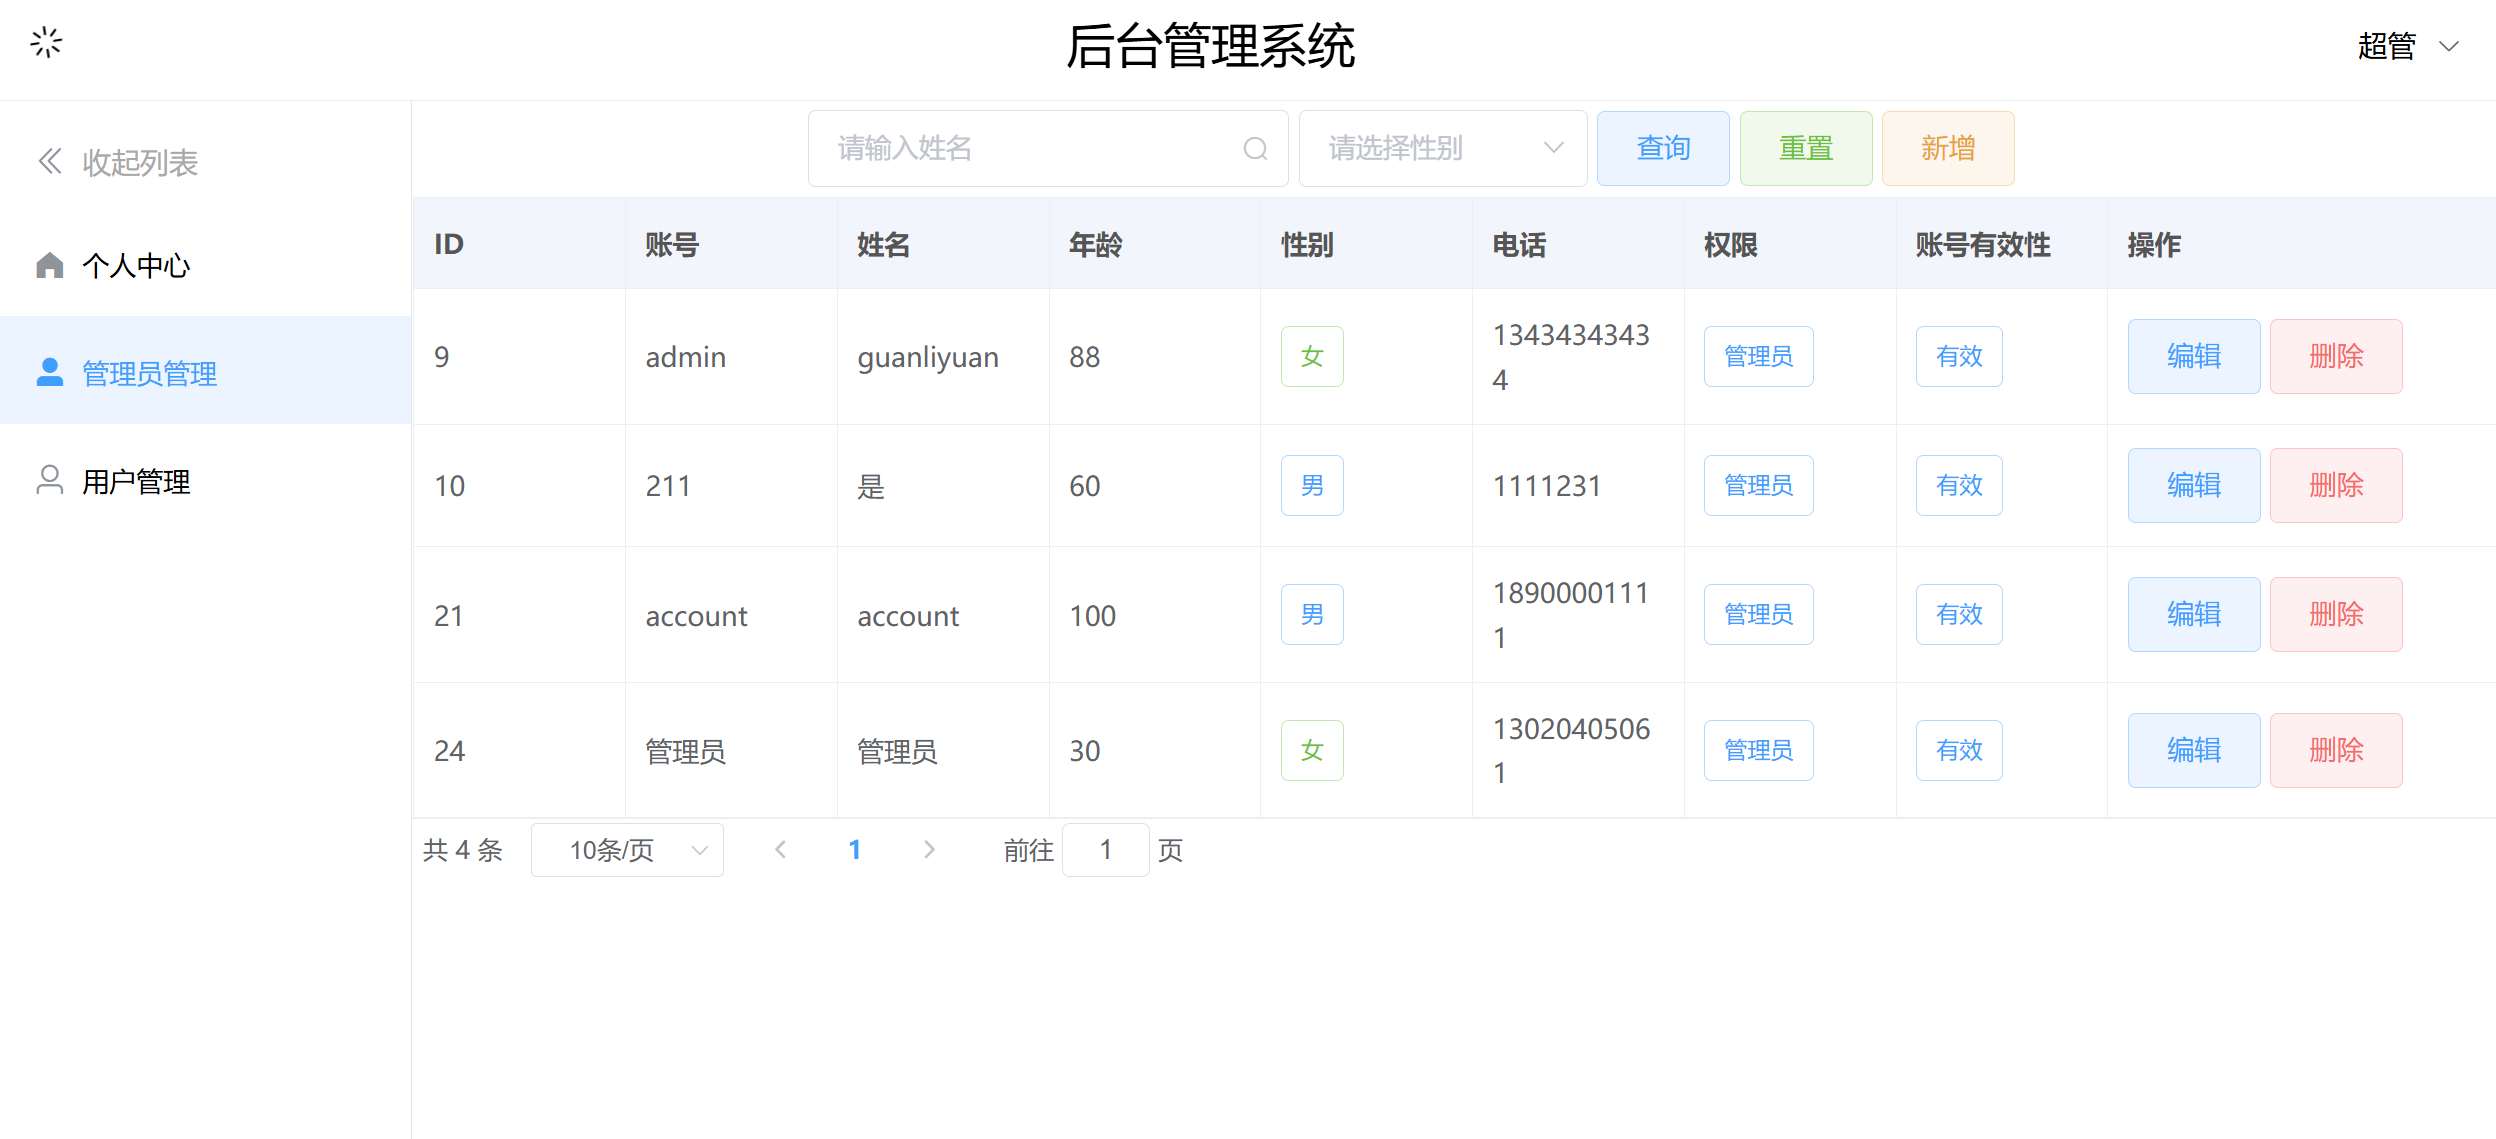 后台管理系统
超管
收起列表
个人中心
管理员管理
用户管理
请输入姓名 请选择性别 查询 重置 新增
ID 账号 姓名 年龄 性别 电话 权限 账号有效性 操作
9 admin guanliyuan 88 女 1343434343
4 管理员 有效 编辑 删除
10 211 是 60 男 1111231 管理员 有效 编辑 删除
21 account account 100 男 1890000111
1 管理员 有效 编辑 删除
24 管理员 管理员 30 女 1302040506
1 管理员 有效 编辑 删除
共 4 条 10条/页 1 前往 1 页